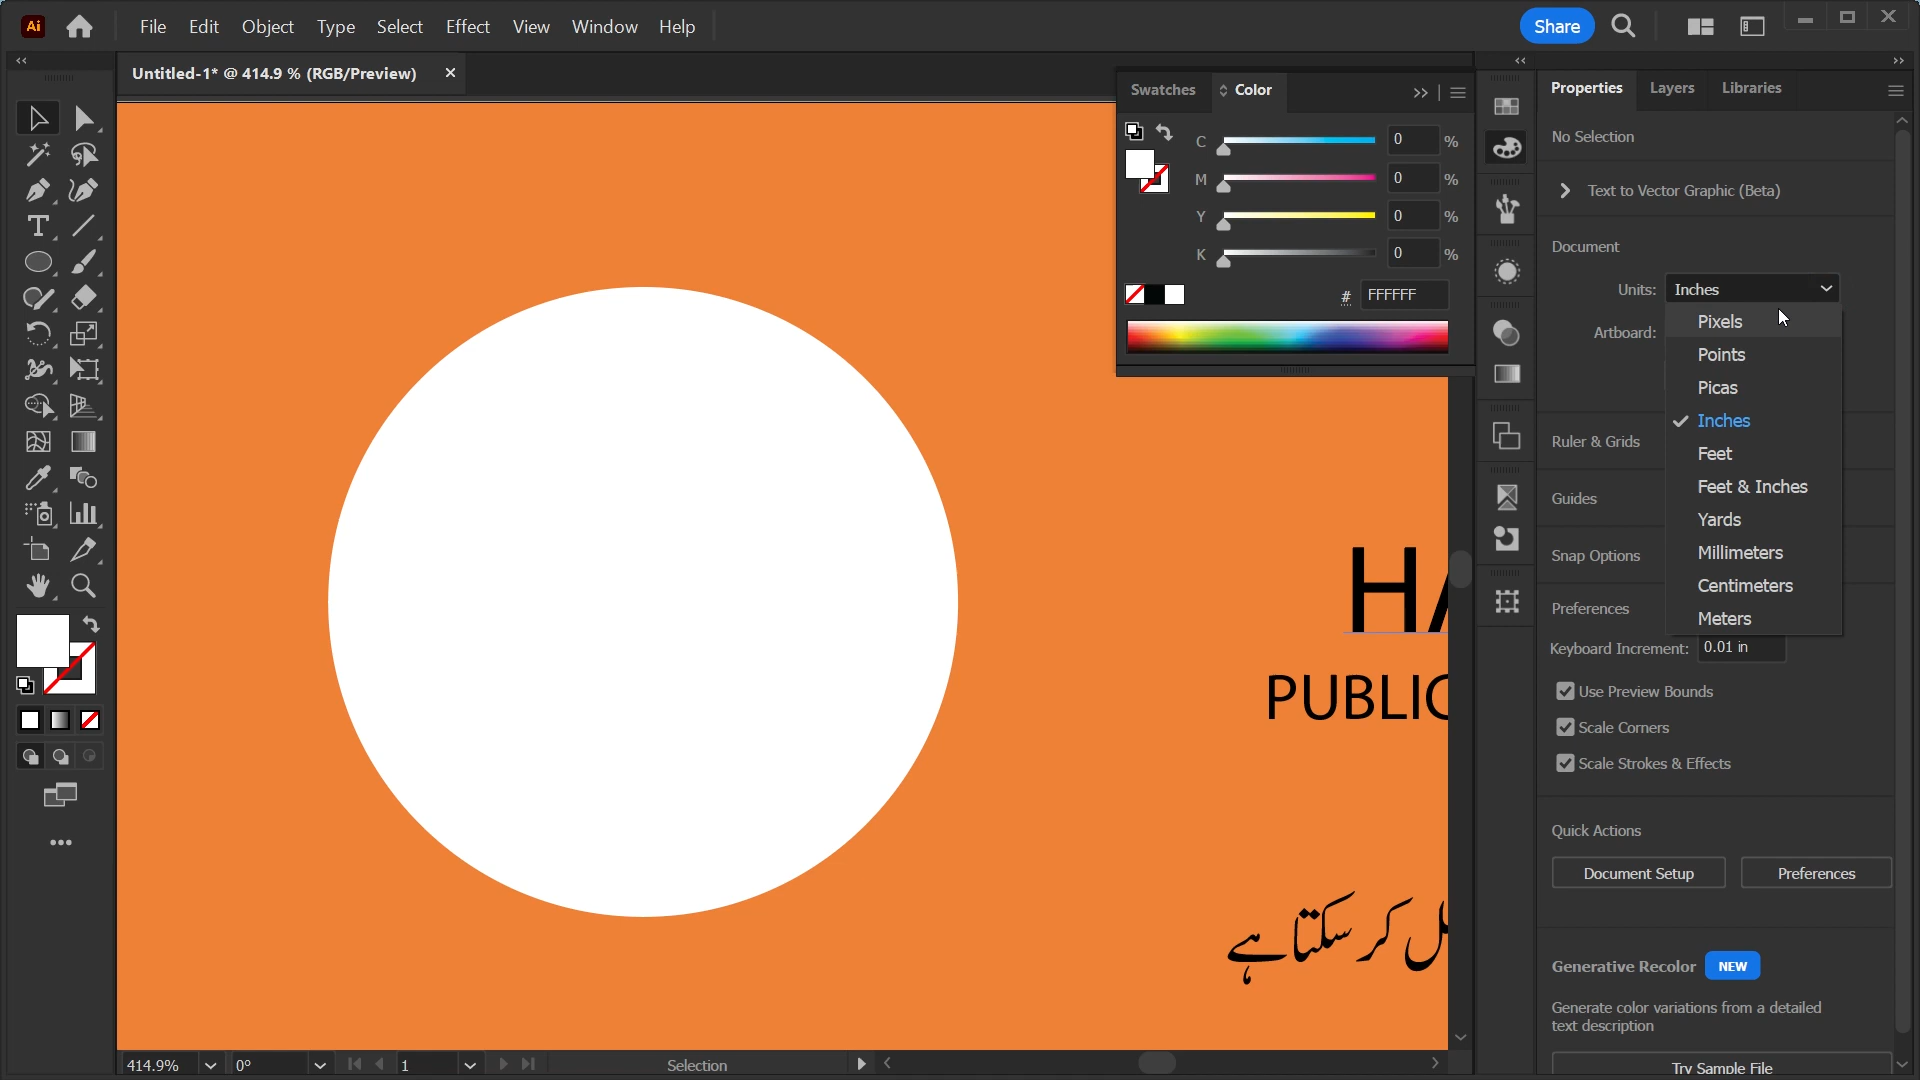 Ai File Edit Object Type Select Effect View Window Help Share
Untitled-1* @ 414.9 % (RGB/Preview)
Swatches Color
C 0 %
M 0 %
Y 0 %
K 0 %
# FFFFFF
Properties Layers Libraries
No Selection
Text to Vector Graphic (Beta)
Document
Units: Inches
Artboard:
Pixels
Points
Picas
Inches
Feet
Feet & Inches
Yards
Millimeters
Centimeters
Meters
Ruler & Grids
Guides
Snap Options
Preferences
Keyboard Increment: 0.01 in
Use Preview Bounds
Scale Corners
Scale Strokes & Effects
Quick Actions
Document Setup Preferences
Generative Recolor NEW
Generate color variations from a detailed
text description
Try Sample File
HA
PUBLIC
کر سکتا ہے
414.9% 0° 1 Selection